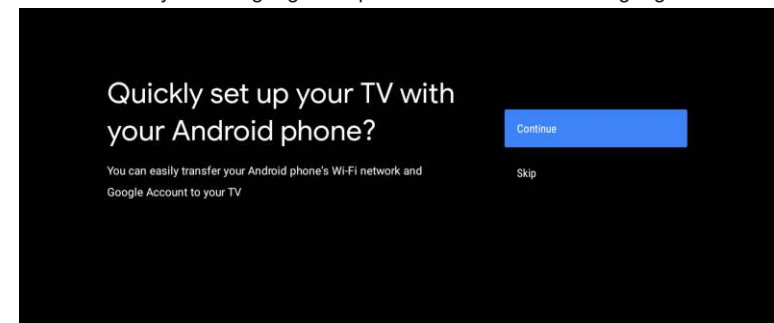 Quickly set up your TV with
your Android phone?
You can easily transfer your Android phone's Wi-Fi network and
Google Account to your TV
Continue
Skip